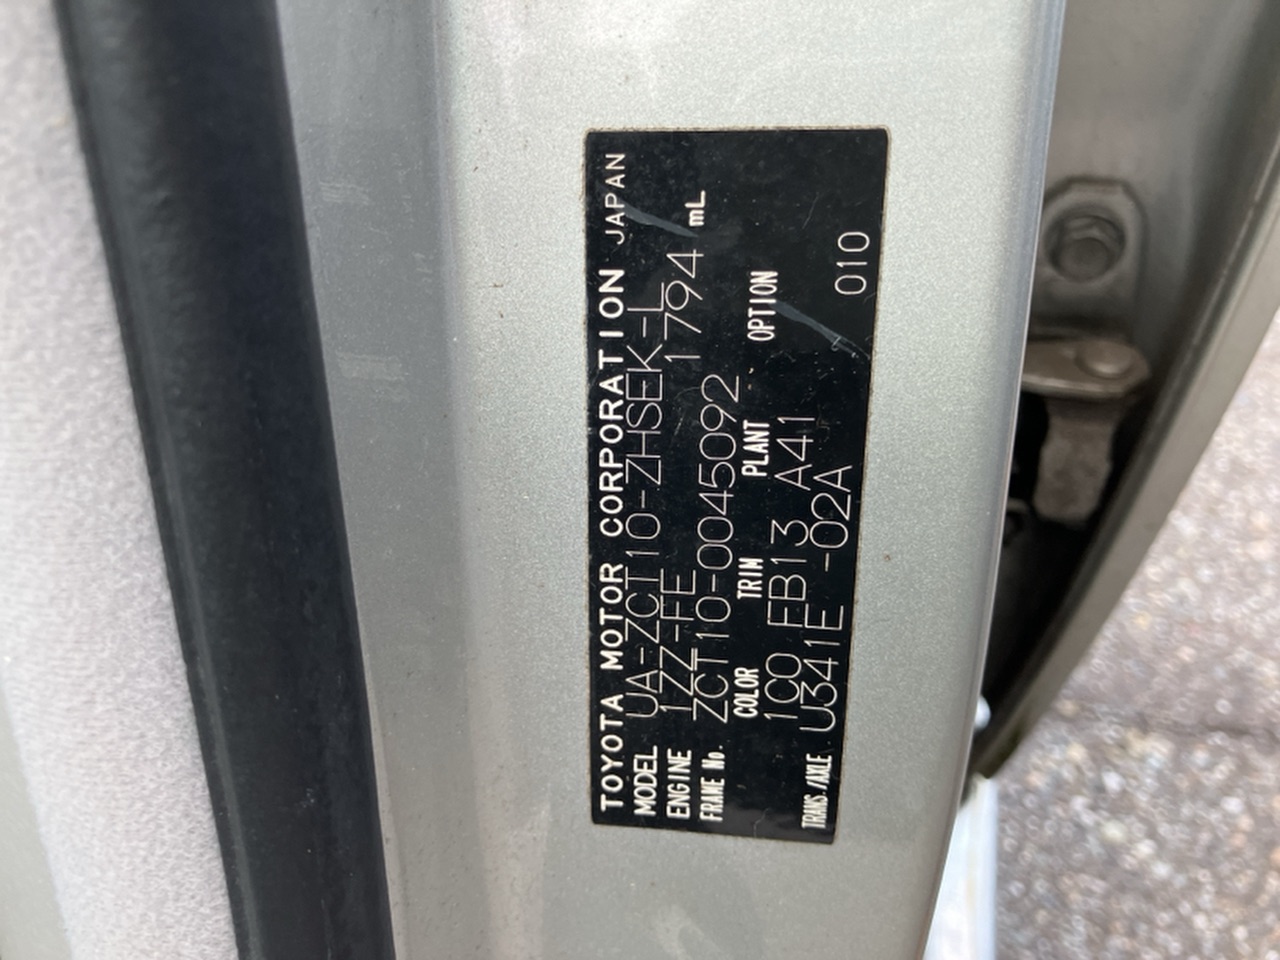 TOYOTA MOTOR CORPORATION JAPAN
MODEL UA-ZCT10-ZHSEK-L
ENGINE 1ZZ-FE 1794 mL
FRAME No. ZCT10-0045092
COLOR TRIM PLANT OPTION
1C0 FB13 A41
TRANS./AXLE U341E -02A 010